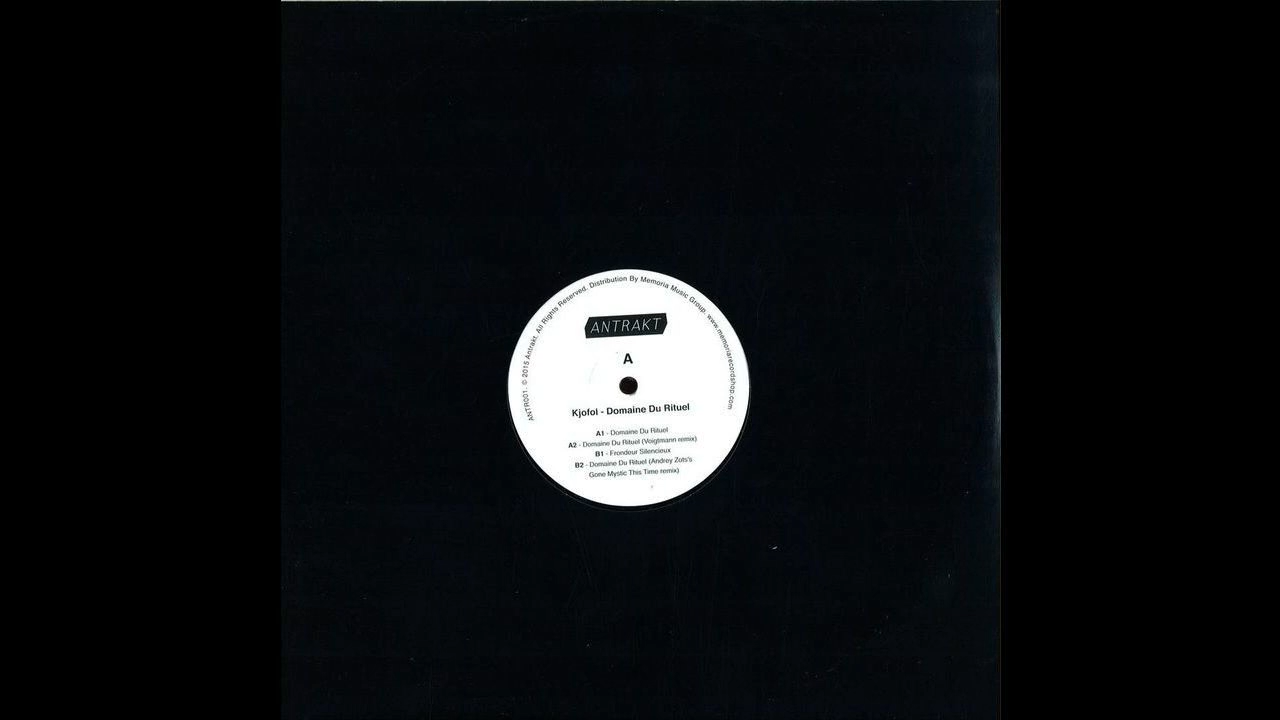 ANTR001. © 2015 Antrakt. All Rights Reserved. Distribution By Memoria Music Group. www.memoriarecordshop.com
ANTRAKT
A
Kjofol - Domaine Du Rituel
A1 - Domaine Du Rituel
A2 - Domaine Du Rituel (Voigtmann remix)
B1 - Frondeur Silencieux
B2 - Domaine Du Rituel (Andrey Zots's
Gone Mystic This Time remix)